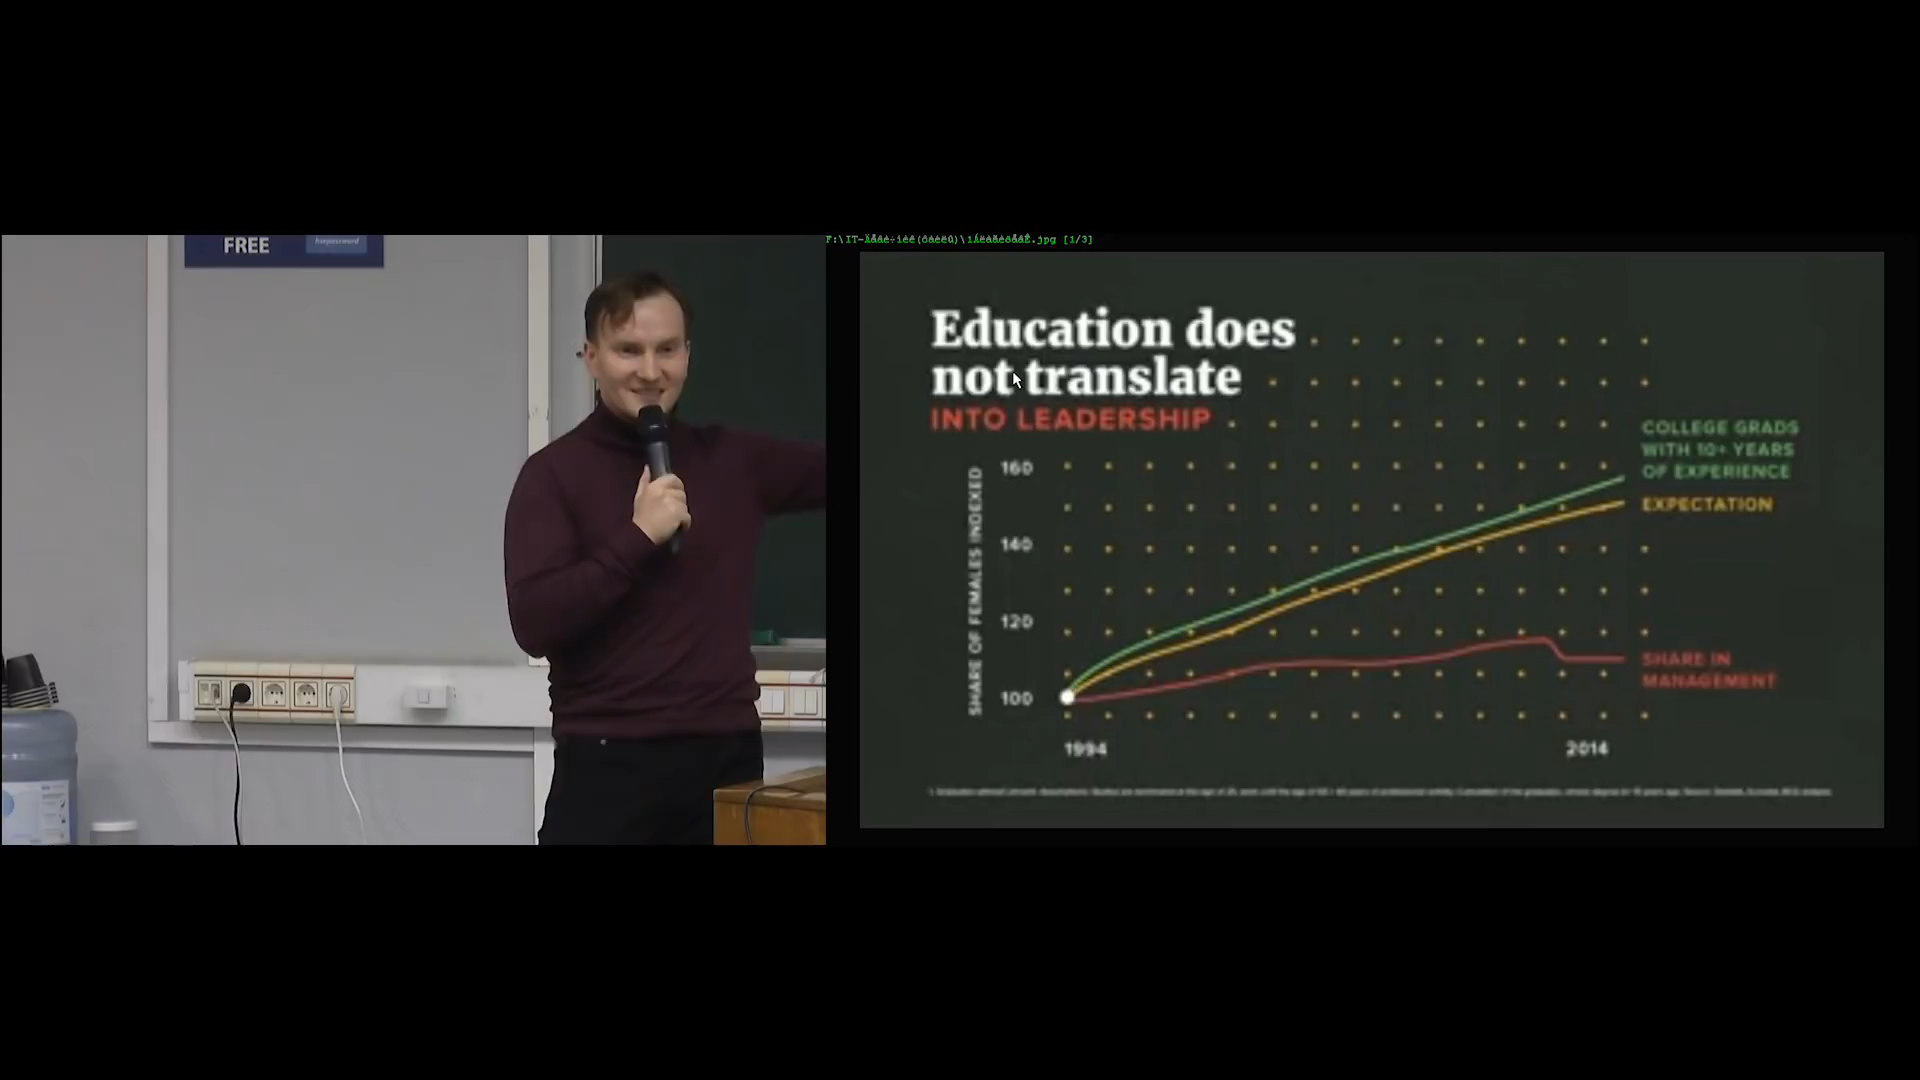 FREE
freepassword
Education does
not translate
INTO LEADERSHIP
COLLEGE GRADS
WITH 10+ YEARS
OF EXPERIENCE
EXPECTATION
SHARE IN
MANAGEMENT
SHARE OF FEMALES INDEXED
160
140
120
100
1994
2014